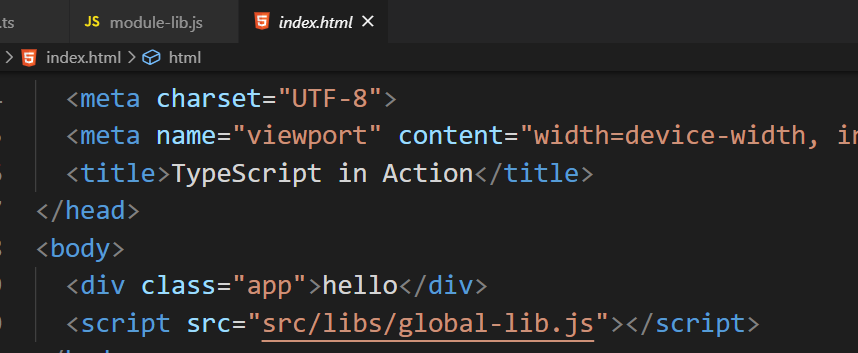 .ts JS module-lib.js index.html
index.html html
<meta charset="UTF-8">
<meta name="viewport" content="width=device-width, in
<title>TypeScript in Action</title>
</head>
<body>
<div class="app">hello</div>
<script src="src/libs/global-lib.js"></script>